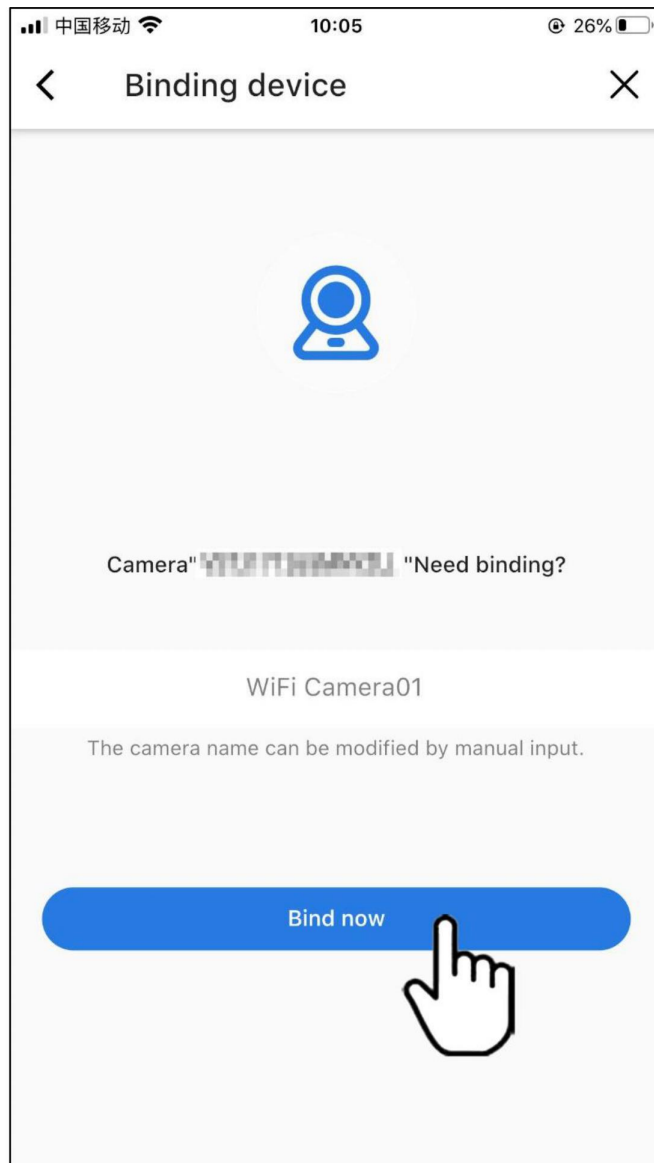 中国移动 10:05 26%
Binding device
Camera" "Need binding?
WiFi Camera01
The camera name can be modified by manual input.
Bind now